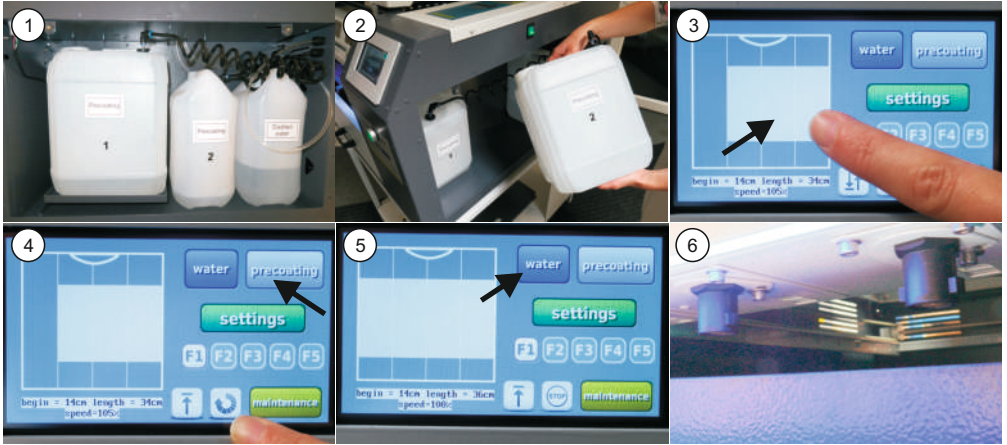 1
Precoating
1
Precoating
2
2
Precoating
2
3
water
precoating
settings
F3
F4
F5
begin = 14cm length = 34cm
speed=105%
4
water
precoating
settings
F1
F2
F3
F4
F5
begin = 14cm length = 34cm
speed=105%
maintenance
5
water
precoating
settings
F1
F2
F3
F4
F5
begin = 14cm length = 36cm
speed=100%
STOP
maintenance
6